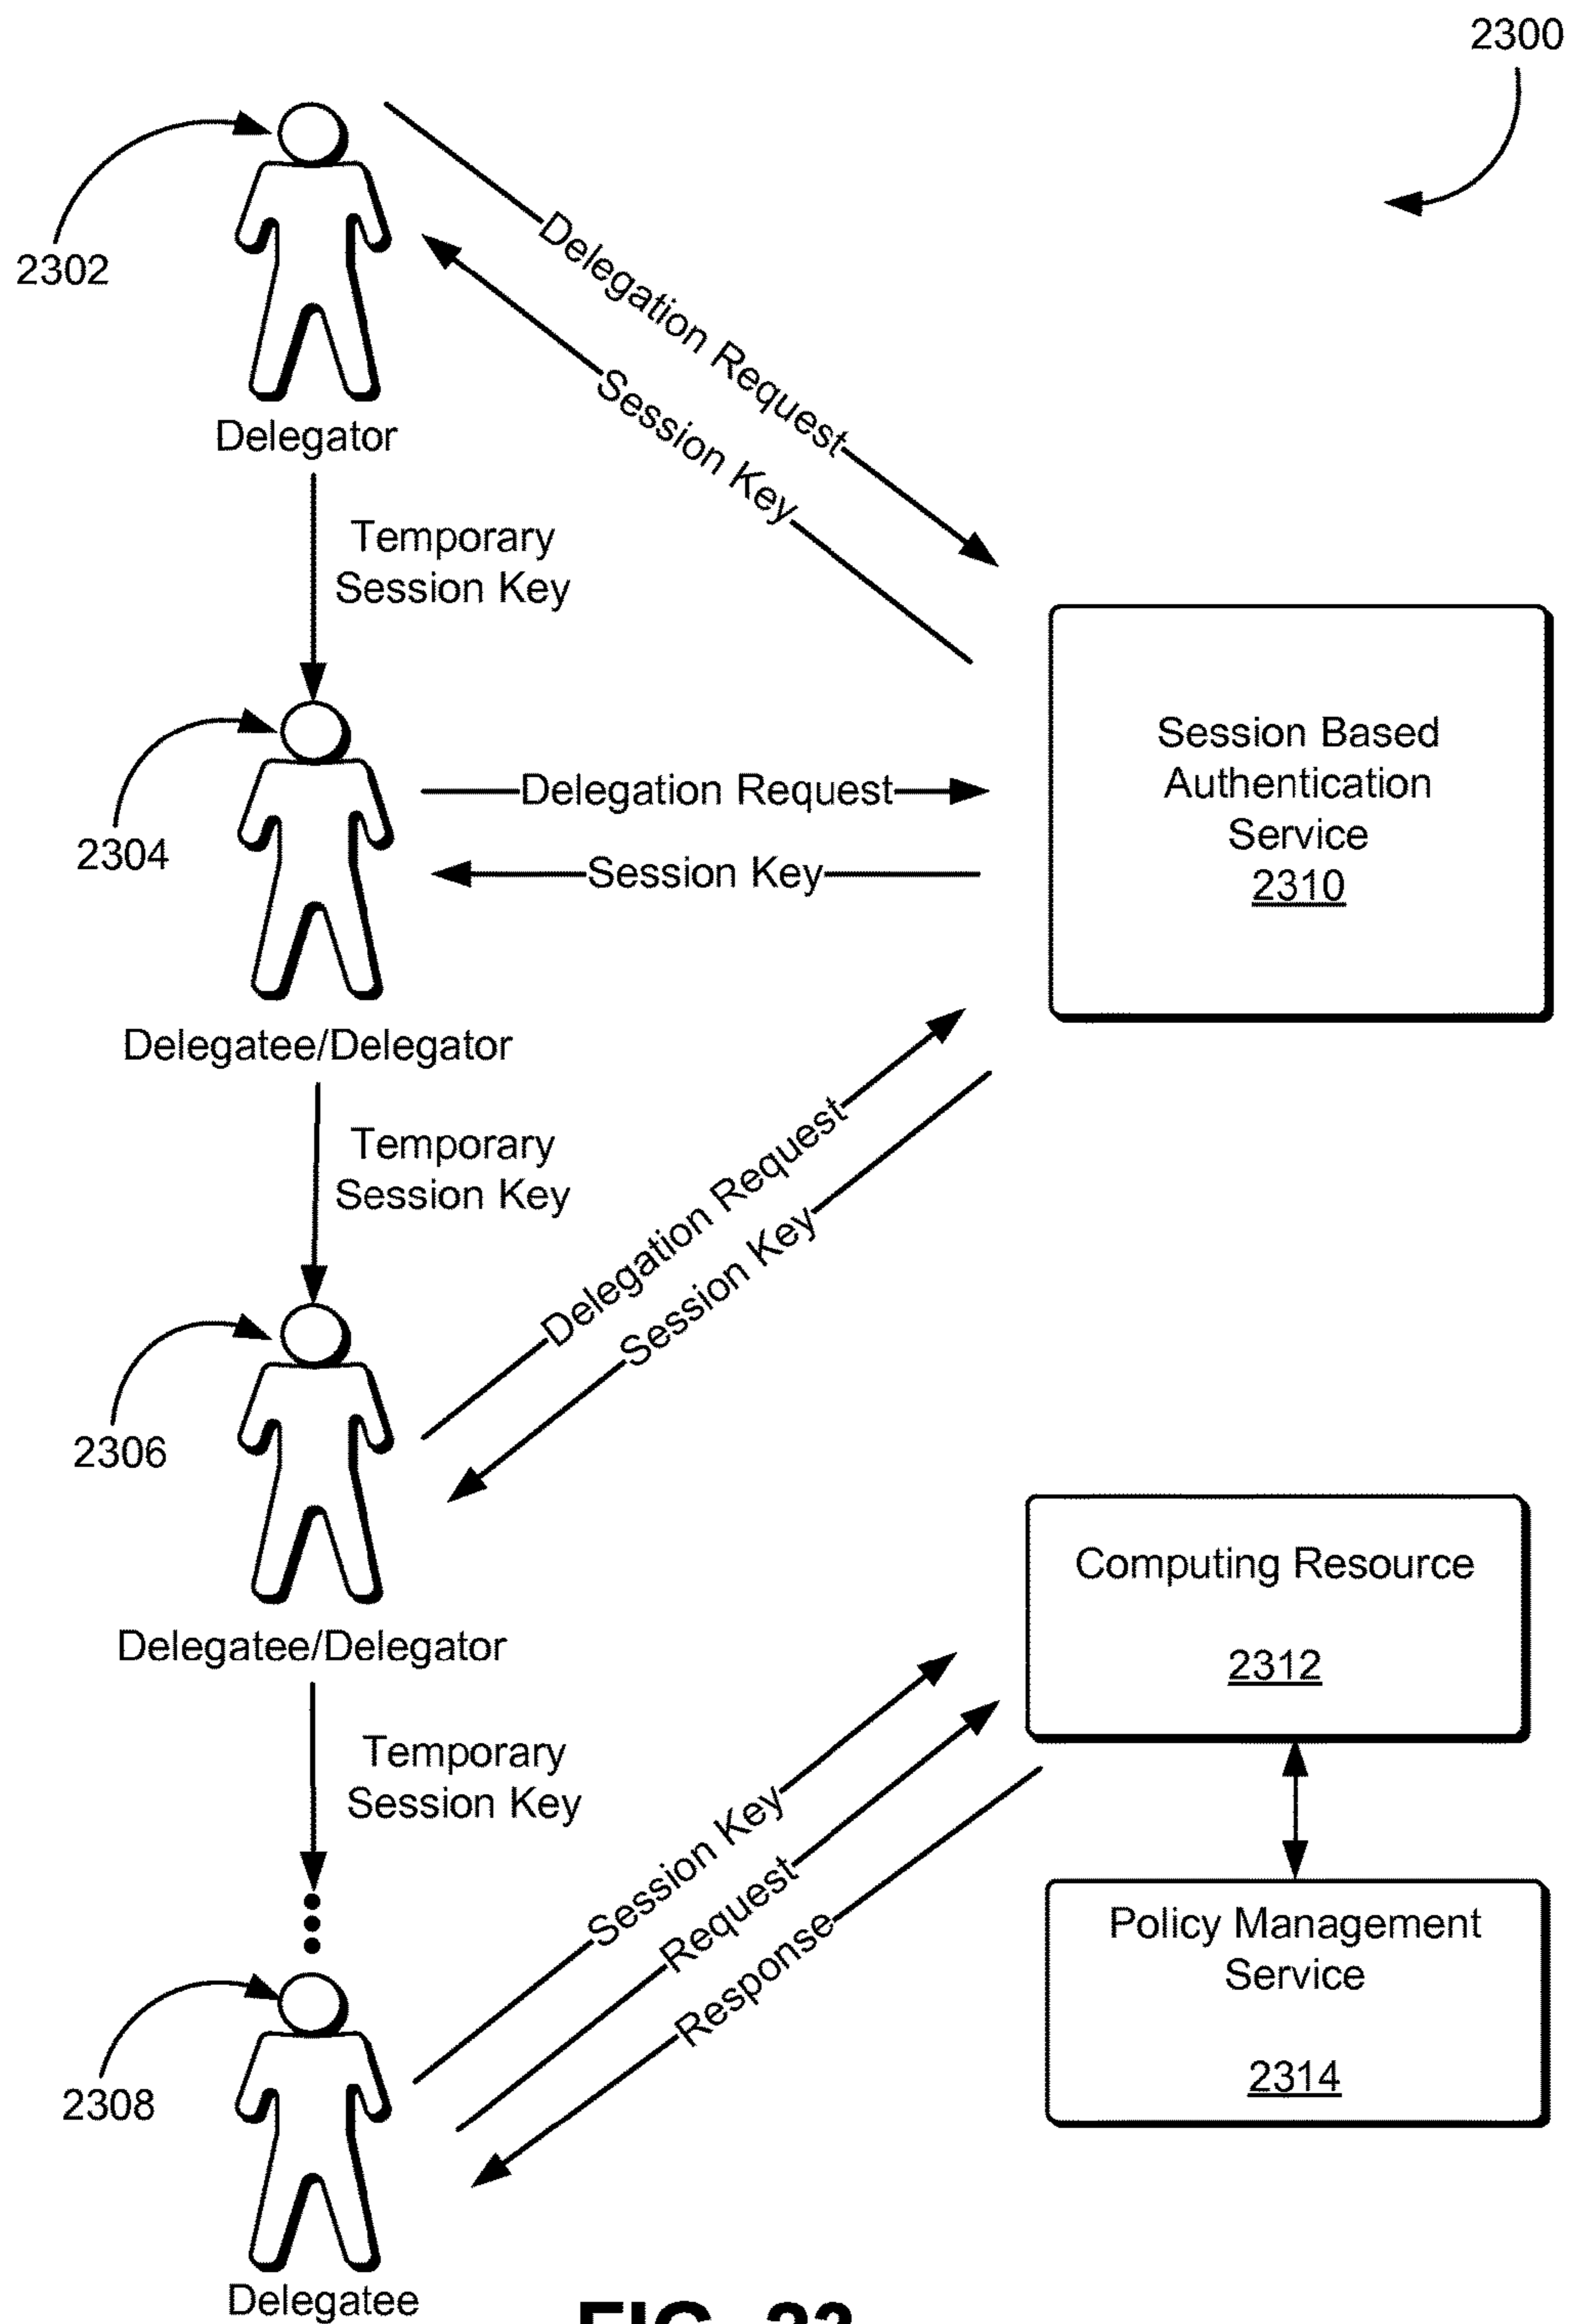 2300
2302
Delegation Request
Session Key
Delegator
Temporary
Session Key
2304
Delegation Request
Session Key
Session Based
Authentication
Service
2310
Delegatee/Delegator
Temporary
Session Key
Delegation Request
Session Key
2306
Delegatee/Delegator
Computing Resource
2312
Temporary
Session Key
Session Key
Request
Response
Policy Management
Service
2314
2308
Delegatee
FIG. 23